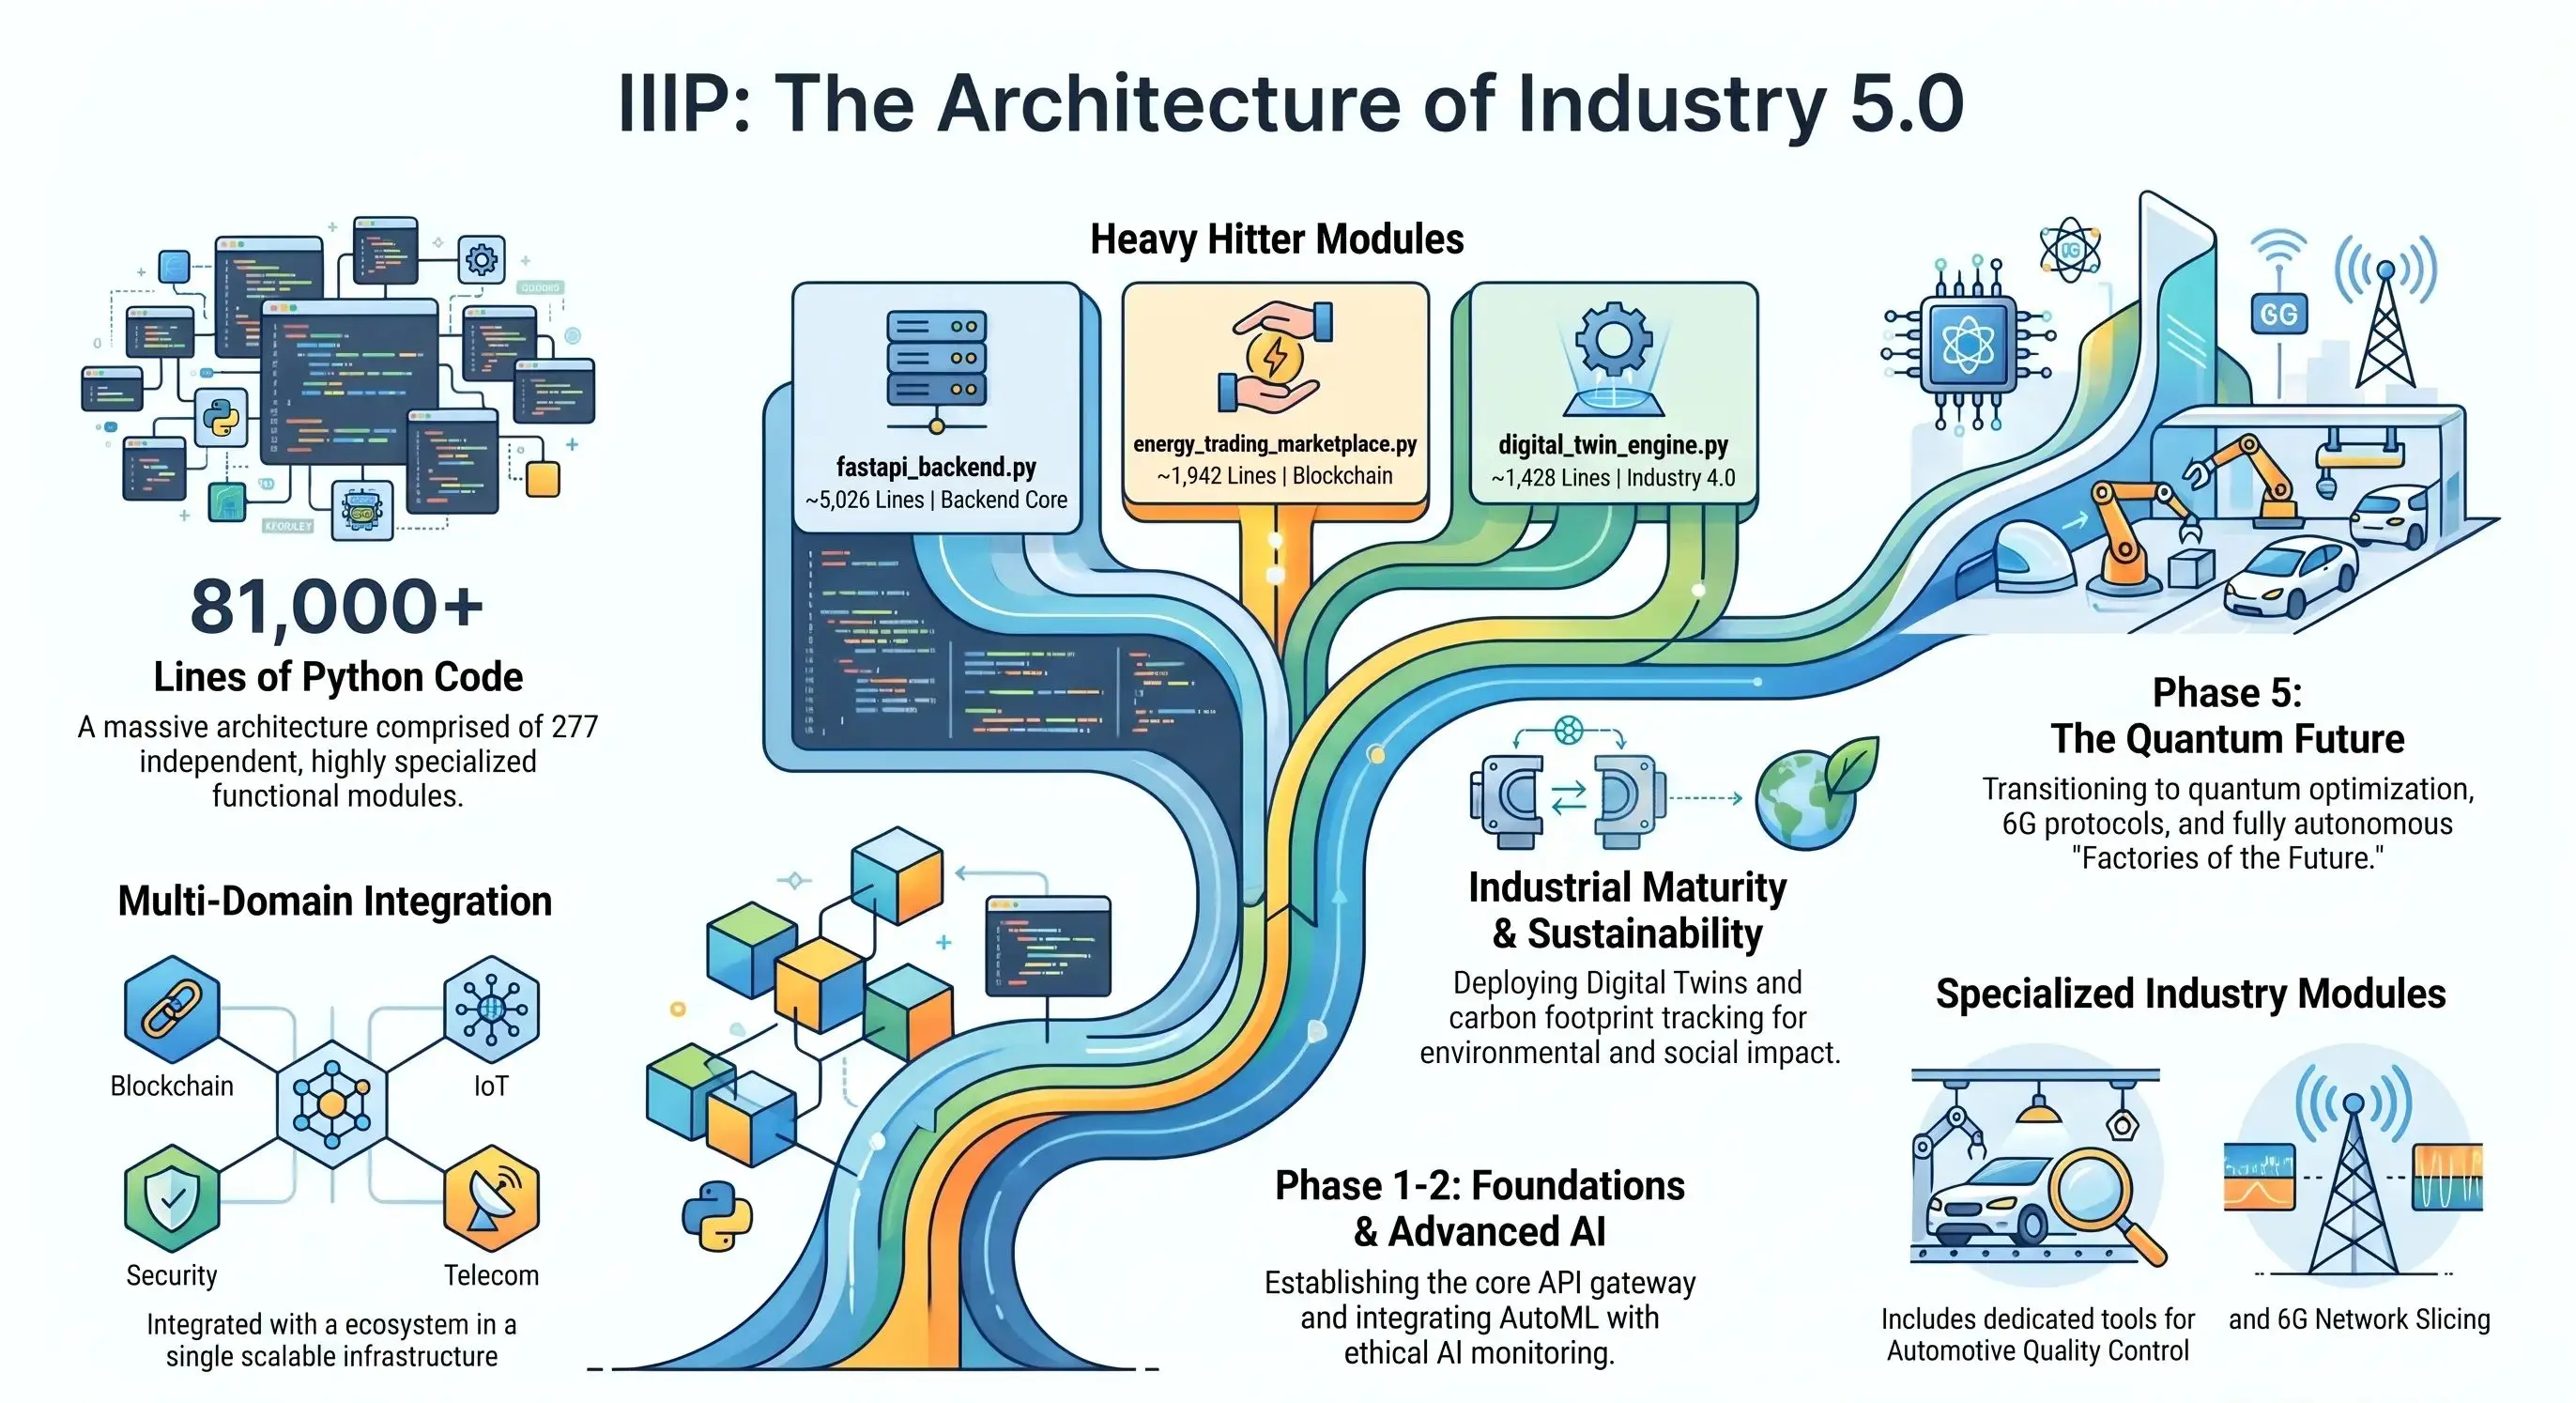 IIIP: The Architecture of Industry 5.0
81,000+
Lines of Python Code
A massive architecture comprised of 277
independent, highly specialized
functional modules.
Multi-Domain Integration
Blockchain
IoT
Security
Telecom
Integrated with a ecosystem in a
single scalable infrastructure
Heavy Hitter Modules
fastapi_backend.py
~5,026 Lines | Backend Core
energy_trading_marketplace.py
~1,942 Lines | Blockchain
digital_twin_engine.py
~1,428 Lines | Industry 4.0
Industrial Maturity
& Sustainability
Deploying Digital Twins and
carbon footprint tracking for
environmental and social impact.
Phase 1-2: Foundations
& Advanced AI
Establishing the core API gateway
and integrating AutoML with
ethical AI monitoring.
6G
Phase 5:
The Quantum Future
Transitioning to quantum optimization,
6G protocols, and fully autonomous
"Factories of the Future."
Specialized Industry Modules
Includes dedicated tools for
Automotive Quality Control
and 6G Network Slicing